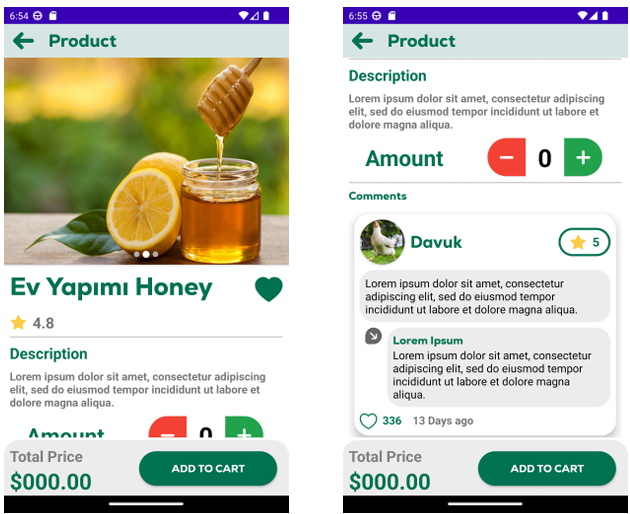 6:54
Product
Ev Yapımı Honey
4.8
Description
Lorem ipsum dolor sit amet, consectetur adipiscing
elit, sed do eiusmod tempor incididunt ut labore et
dolore magna aliqua.
Amount
0
Total Price
$000.00
ADD TO CART
6:55
Product
Description
Lorem ipsum dolor sit amet, consectetur adipiscing
elit, sed do eiusmod tempor incididunt ut labore et
dolore magna aliqua.
Amount
− 0 +
Comments
Davuk
5
Lorem ipsum dolor sit amet, consectetur
adipiscing elit, sed do eiusmod tempor
incididunt ut labore et dolore magna aliqua.
Lorem Ipsum
Lorem ipsum dolor sit amet, consectetur
adipiscing elit, sed do eiusmod tempor
incididunt ut labore et dolore magna
aliqua.
336 13 Days ago
Total Price
$000.00
ADD TO CART